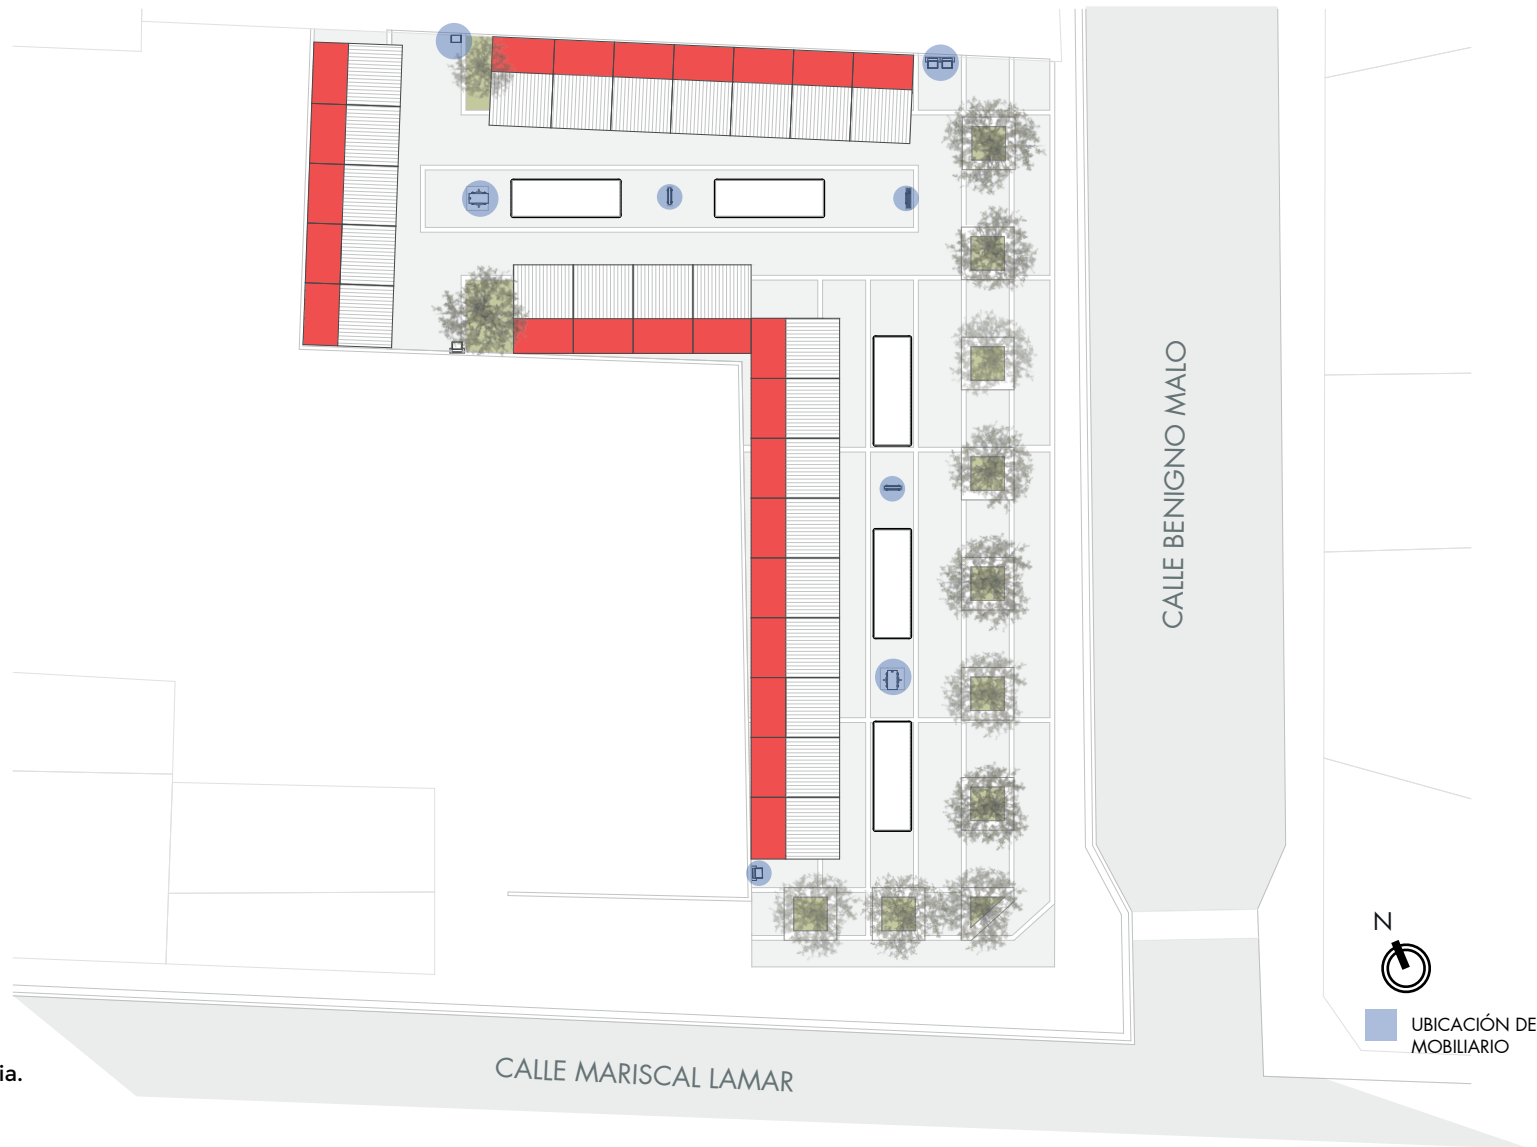 CALLE BENIGNO MALO
N
UBICACIÓN DE
MOBILIARIO
CALLE MARISCAL LAMAR
ia.